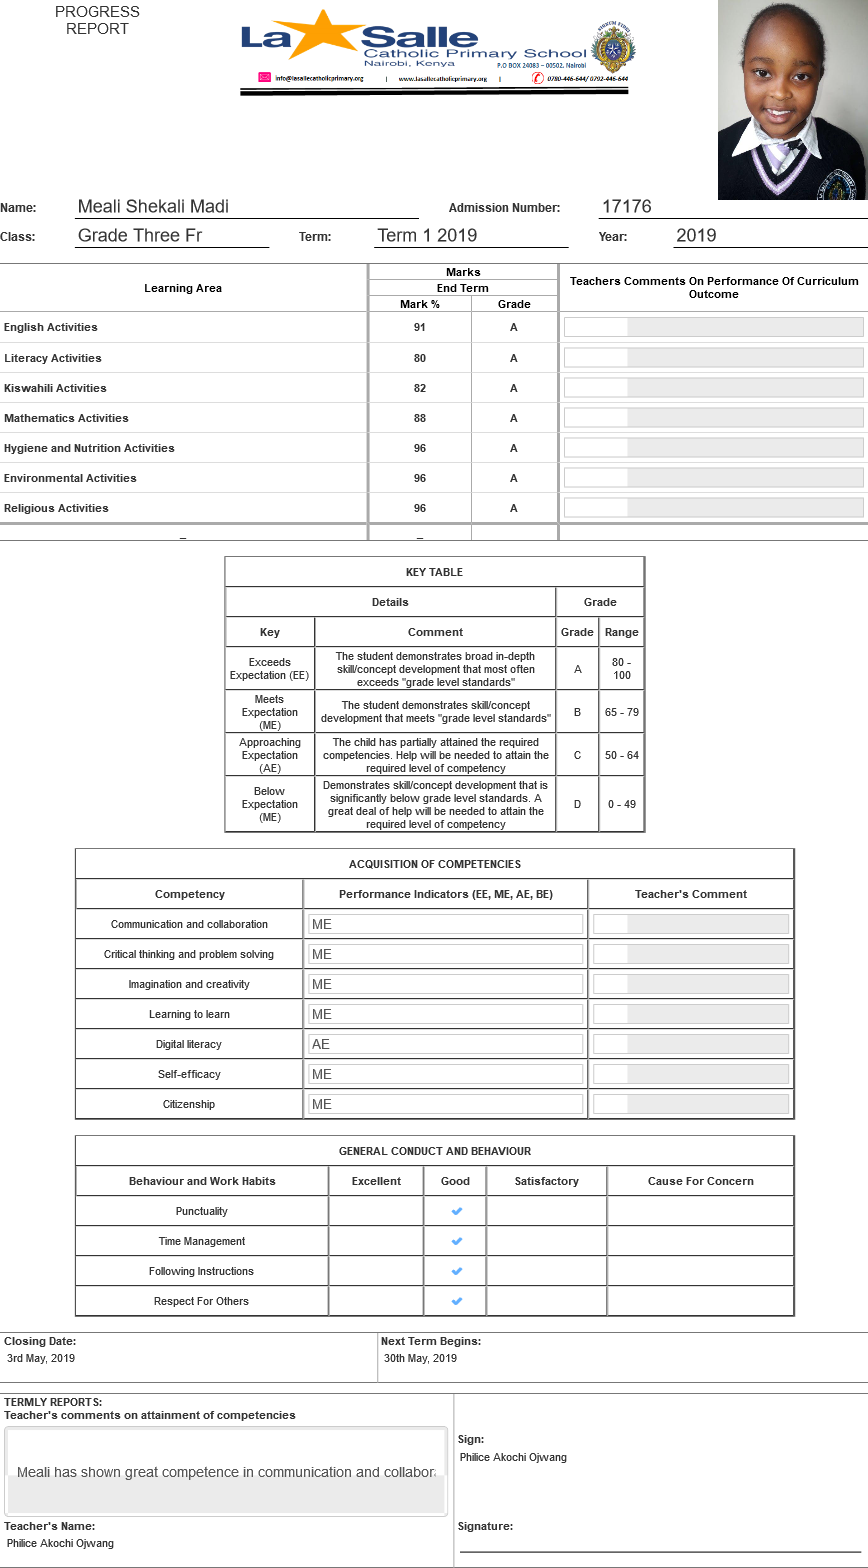 PROGRESS
REPORT
La Salle
Catholic Primary School
Nairobi, Kenya
P.O BOX 24083 – 00502, Nairobi
info@lasallecatholicprimary.org | www.lasallecatholicprimary.org | 0780-446-644/ 0792-446-644
Name: Meali Shekali Madi Admission Number: 17176
Class: Grade Three Fr Term: Term 1 2019 Year: 2019
Learning Area
Marks
End Term
Mark % Grade
Teachers Comments On Performance Of Curriculum
Outcome
English Activities 91 A
Literacy Activities 80 A
Kiswahili Activities 82 A
Mathematics Activities 88 A
Hygiene and Nutrition Activities 96 A
Environmental Activities 96 A
Religious Activities 96 A
_ _
KEY TABLE
Details Grade
Key Comment Grade Range
Exceeds
Expectation (EE)
The student demonstrates broad in-depth
skill/concept development that most often
exceeds "grade level standards"
A
80 -
100
Meets
Expectation
(ME)
The student demonstrates skill/concept
development that meets "grade level standards"
B
65 - 79
Approaching
Expectation
(AE)
The child has partially attained the required
competencies. Help will be needed to attain the
required level of competency
C
50 - 64
Below
Expectation
(ME)
Demonstrates skill/concept development that is
significantly below grade level standards. A
great deal of help will be needed to attain the
required level of competency
D
0 - 49
ACQUISITION OF COMPETENCIES
Competency Performance Indicators (EE, ME, AE, BE) Teacher's Comment
Communication and collaboration ME
Critical thinking and problem solving ME
Imagination and creativity ME
Learning to learn ME
Digital literacy AE
Self-efficacy ME
Citizenship ME
GENERAL CONDUCT AND BEHAVIOUR
Behaviour and Work Habits Excellent Good Satisfactory Cause For Concern
Punctuality
Time Management
Following Instructions
Respect For Others
Closing Date: Next Term Begins:
3rd May, 2019 30th May, 2019
TERMLY REPORTS:
Teacher's comments on attainment of competencies
Meali has shown great competence in communication and collabor
Sign:
Philice Akochi Ojwang
Teacher's Name: Signature:
Philice Akochi Ojwang